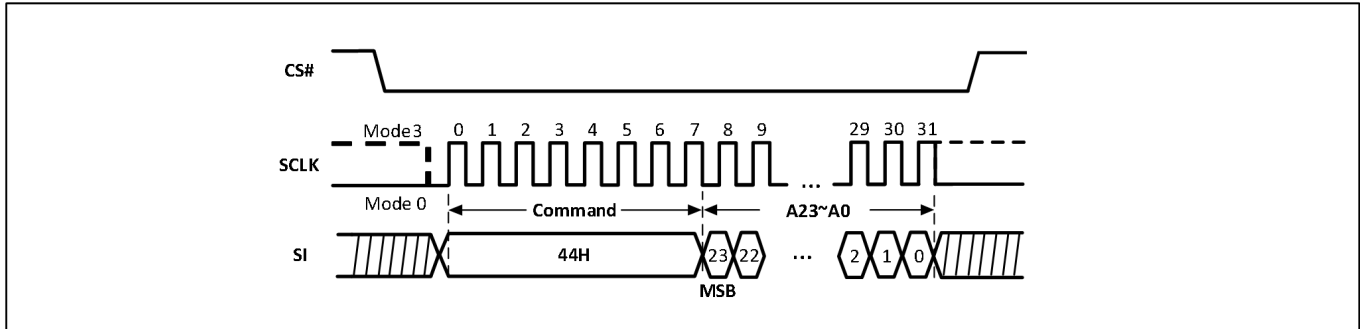 CS#
Mode3 0 1 2 3 4 5 6 7 8 9 29 30 31
SCLK
...
Mode 0
Command A23~A0
SI 44H 23 22 ... 2 1 0
MSB